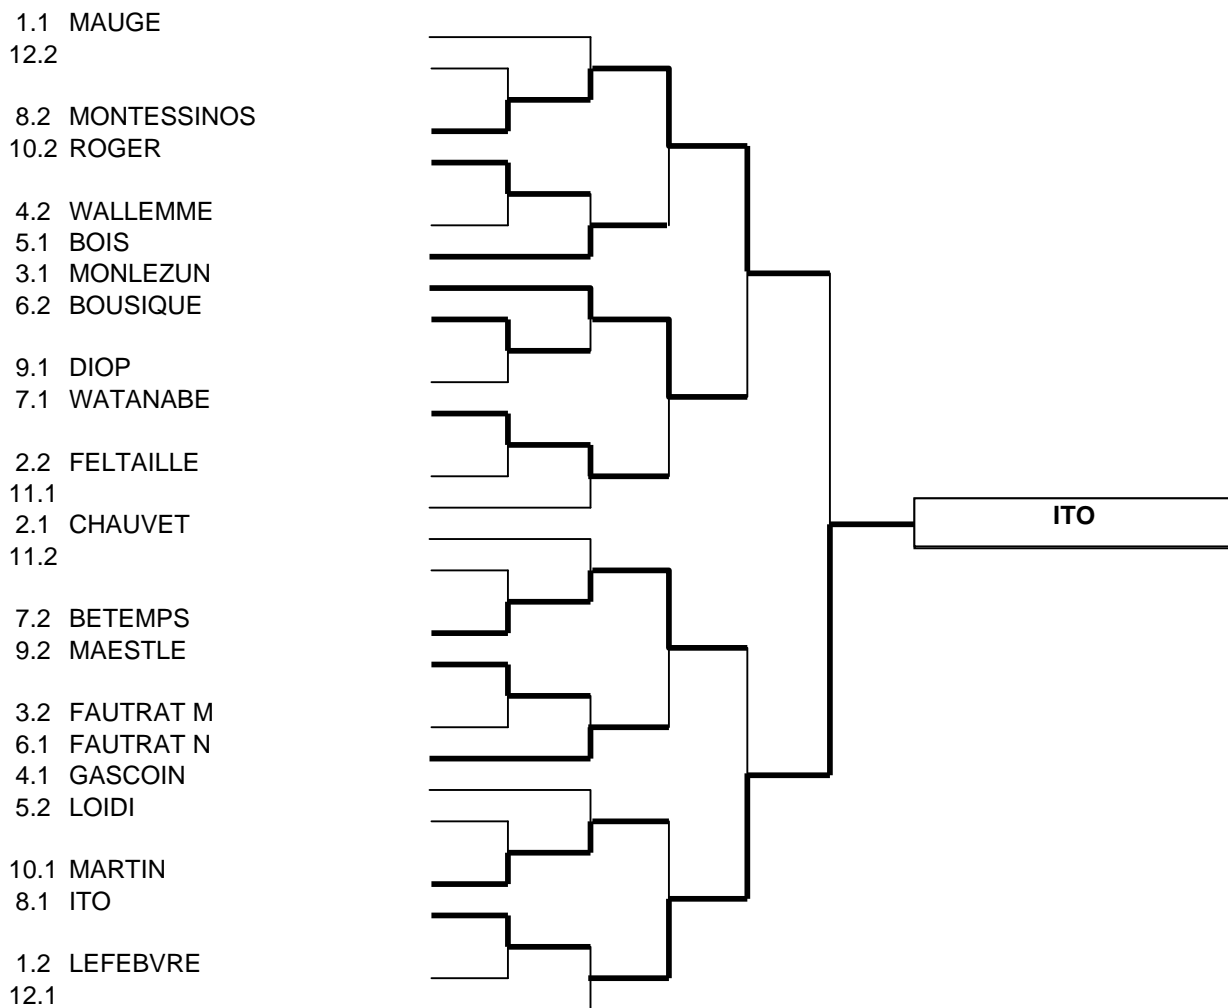 1.1 MAUGE
12.2
8.2 MONTESSINOS
10.2 ROGER
4.2 WALLEMME
5.1 BOIS
3.1 MONLEZUN
6.2 BOUSIQUE
9.1 DIOP
7.1 WATANABE
2.2 FELTAILLE
11.1
2.1 CHAUVET
11.2
7.2 BETEMPS
9.2 MAESTLE
3.2 FAUTRAT M
6.1 FAUTRAT N
4.1 GASCOIN
5.2 LOIDI
10.1 MARTIN
8.1 ITO
1.2 LEFEBVRE
12.1
ITO